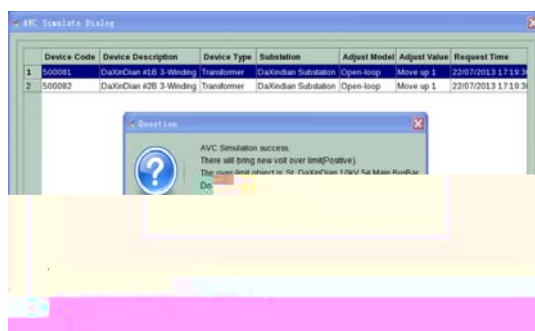 AVC Simulate Dialog
Device Code Device Description Device Type Substation Adjust Model Adjust Value Request Time
1 500081 DaXinDian #1B 3-Winding Transformer DaXindian Substation Open-loop Move up 1 22/07/2013 17:19:3
2 500082 DaXinDian #2B 3-Winding Transformer DaXindian Substation Open-loop Move up 1 22/07/2013 17:19:3
Question
AVC Simulation success.
There will bring new volt over limit(Positive).
The over limit object is: St. DaXinDian 10kV 54 Main BusBar
Do